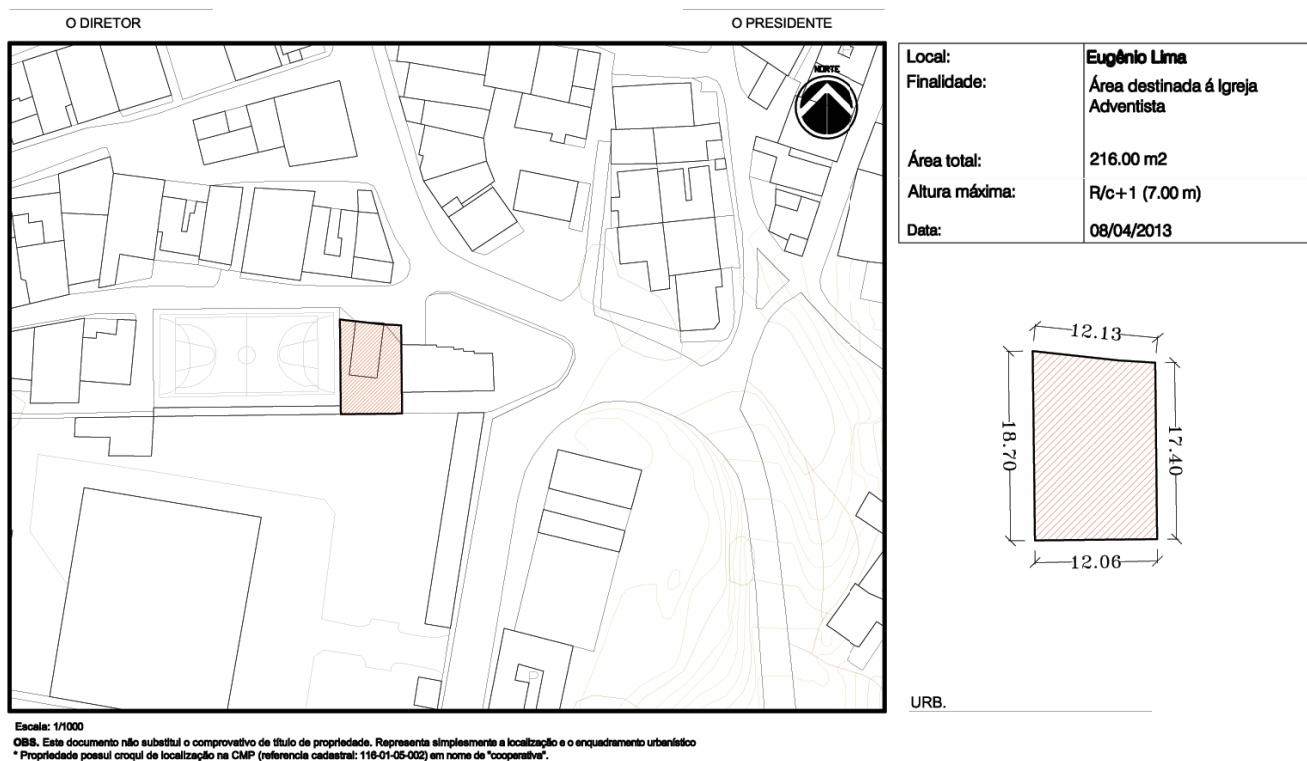 O DIRETOR
O PRESIDENTE
NORTE
Local: Eugênio Lima
Finalidade: Área destinada á Igreja
Adventista
Área total: 216.00 m2
Altura máxima: R/c+1 (7.00 m)
Data: 08/04/2013
12.13
18.70
17.40
12.06
URB.
Escala: 1/1000
OBS. Este documento não substitui o comprovativo de título de propriedade. Representa simplesmente a localização e o enquadramento urbanístico
* Propriedade possui croqui de localização na CMP (referencia cadastral: 116-01-05-002) em nome de "cooperativa".